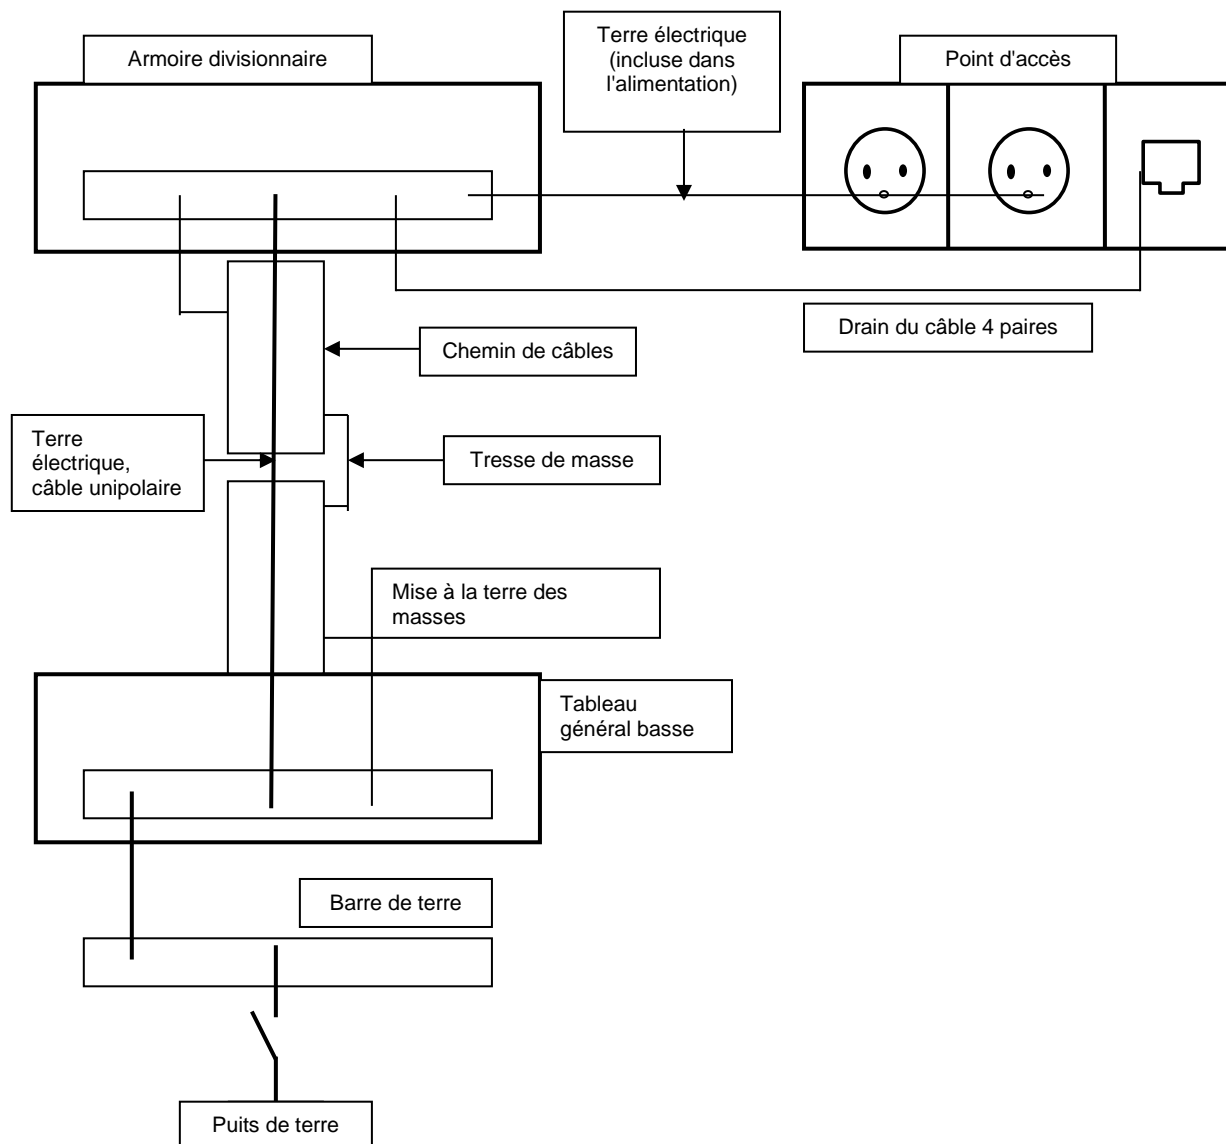 Armoire divisionnaire
Terre électrique
(incluse dans
l'alimentation)
Point d'accès
Drain du câble 4 paires
Chemin de câbles
Terre
électrique,
câble unipolaire
Tresse de masse
Mise à la terre des
masses
Tableau
général basse
Barre de terre
Puits de terre